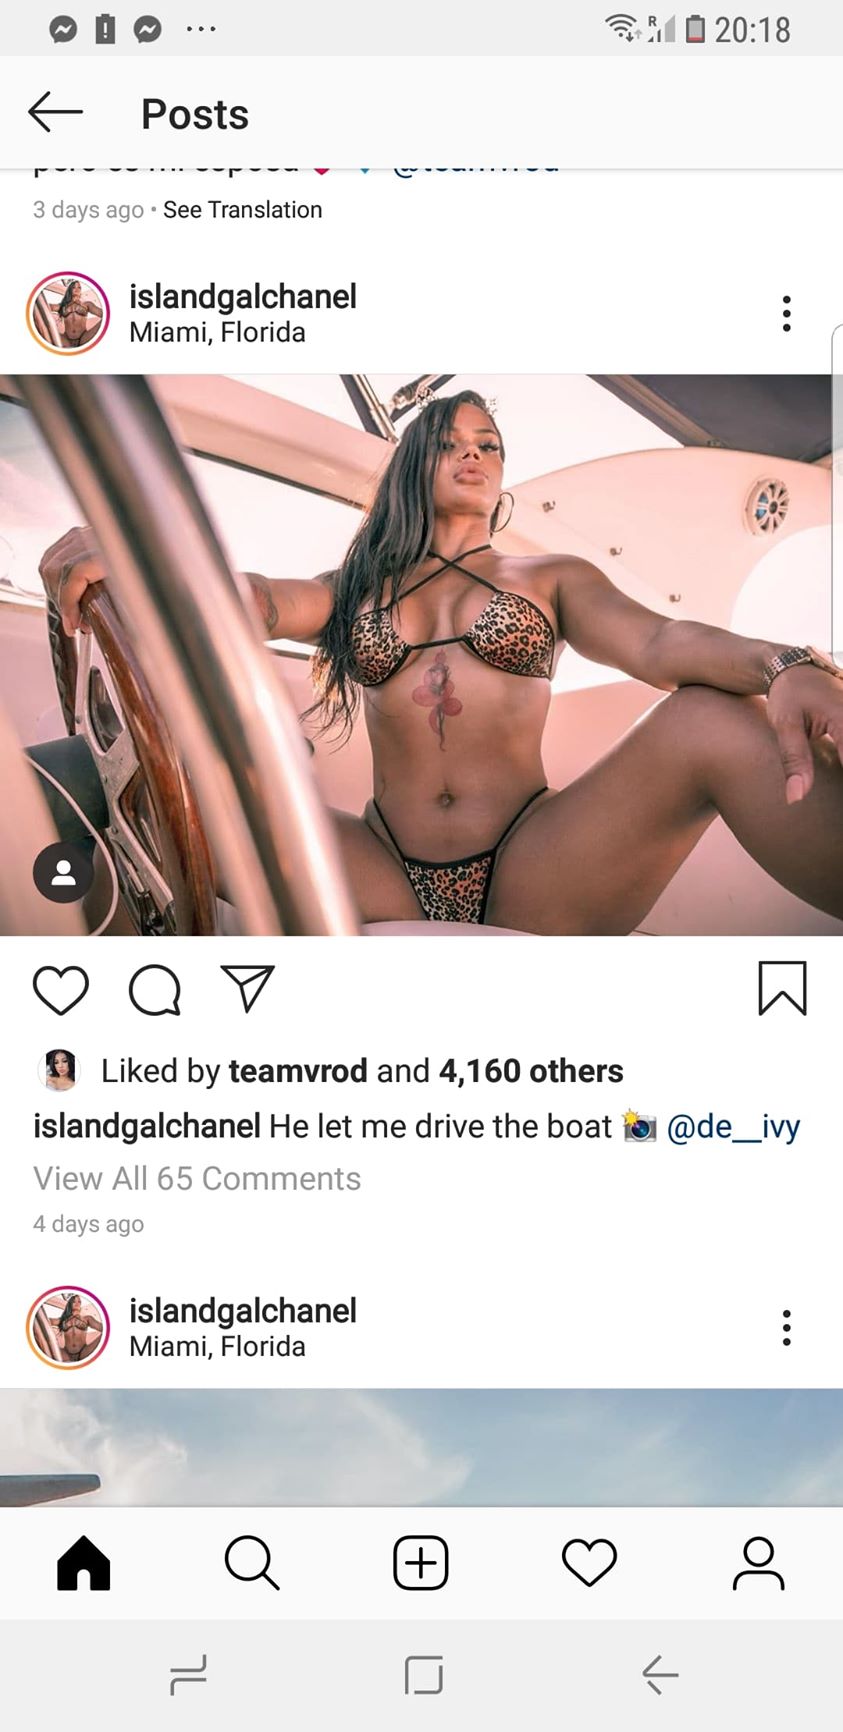 R 20:18
Posts
3 days ago • See Translation
islandgalchanel
Miami, Florida
Liked by teamvrod and 4,160 others
islandgalchanel He let me drive the boat 📸 @de__ivy
View All 65 Comments
4 days ago
islandgalchanel
Miami, Florida